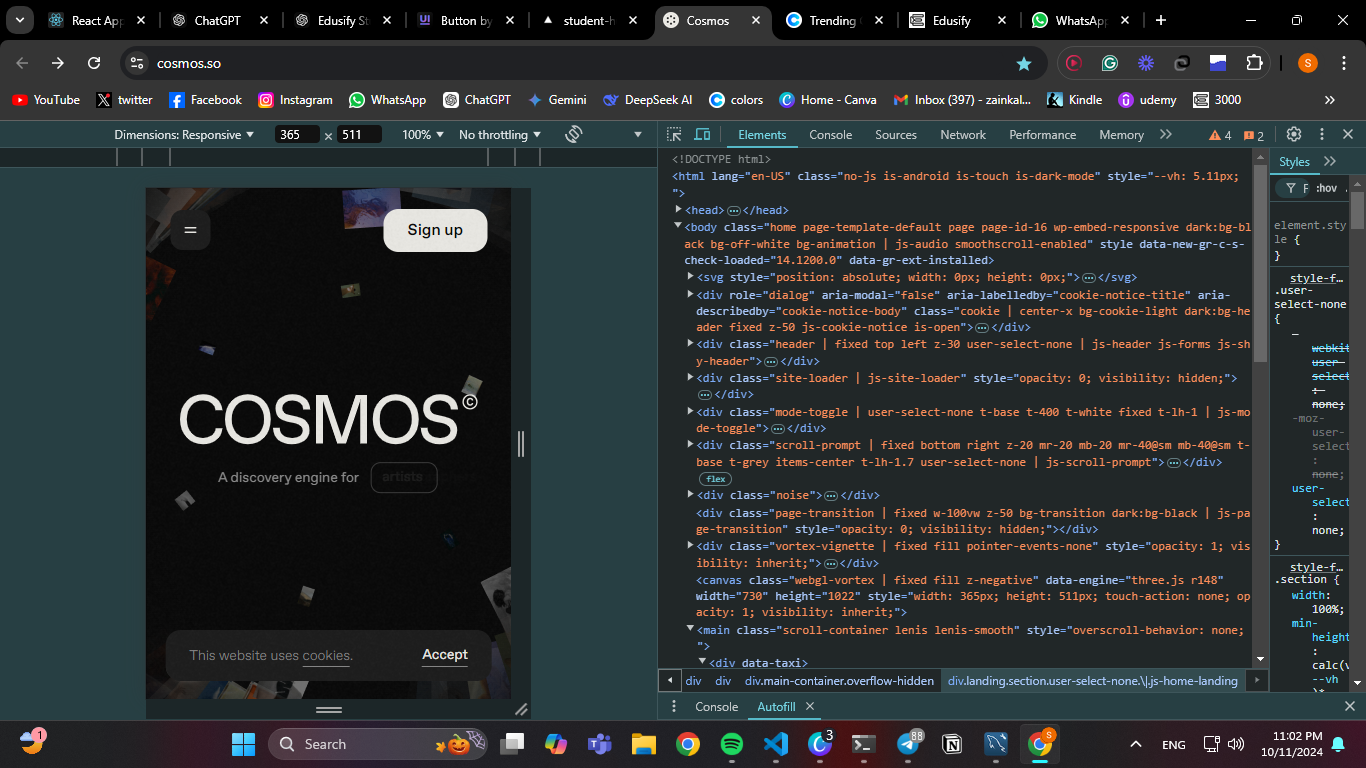 React App
ChatGPT
Edusify St
Button by
student-h
Cosmos
Trending
Edusify
WhatsApp
cosmos.so
S
YouTube
twitter
Facebook
Instagram
WhatsApp
ChatGPT
Gemini
DeepSeek AI
colors
Home - Canva
Inbox (397) - zainkal...
Kindle
udemy
3000
Dimensions: Responsive
365
x
511
100%
No throttling
Elements
Console
Sources
Network
Performance
Memory
4
2
Sign up
COSMOS©
A discovery engine for
artists
This website uses cookies.
Accept
<!DOCTYPE html>
<html lang="en-US" class="no-js is-android is-touch is-dark-mode" style="--vh: 5.11px;
">
<head> … </head>
<body class="home page-template-default page page-id-16 wp-embed-responsive dark:bg-bl
ack bg-off-white bg-animation | js-audio smoothscroll-enabled" style data-new-gr-c-s-
check-loaded="14.1200.0" data-gr-ext-installed>
<svg style="position: absolute; width: 0px; height: 0px;"> … </svg>
<div role="dialog" aria-modal="false" aria-labelledby="cookie-notice-title" aria-
describedby="cookie-notice-body" class="cookie | center-x bg-cookie-light dark:bg-he
ader fixed z-50 js-cookie-notice is-open"> … </div>
<div class="header | fixed top left z-30 user-select-none | js-header js-forms js-sh
y-header"> … </div>
<div class="site-loader | js-site-loader" style="opacity: 0; visibility: hidden;">
… </div>
<div class="mode-toggle | user-select-none t-base t-400 t-white fixed t-lh-1 | js-mo
de-toggle"> … </div>
<div class="scroll-prompt | fixed bottom right z-20 mr-20 mb-20 mr-40@sm mb-40@sm t-
base t-grey items-center t-lh-1.7 user-select-none | js-scroll-prompt"> … </div>
flex
<div class="noise"> … </div>
<div class="page-transition | fixed w-100vw z-50 bg-transition dark:bg-black | js-pa
ge-transition" style="opacity: 0; visibility: hidden;"></div>
<div class="vortex-vignette | fixed fill pointer-events-none" style="opacity: 1; vis
ibility: inherit;"> … </div>
<canvas class="webgl-vortex | fixed fill z-negative" data-engine="three.js r148"
width="730" height="1022" style="width: 365px; height: 511px; touch-action: none; op
acity: 1; visibility: inherit;">
<main class="scroll-container lenis lenis-smooth" style="overscroll-behavior: none;
">
<div data-taxi>
div
div
div.main-container.overflow-hidden
div.landing.section.user-select-none.\|.js-home-landing
Styles
F
:hov
element.sty
le {
}
style-f…
.user-
select-none
{
–
webkit
user-
select
:
none;
-moz-
user-
select
:
none;
user-
select
:
none;
}
style-f…
.section {
width:
100%;
min-
height
:
calc(v
--vh
Console
Autofill
1
Search
3
88
S
ENG
11:02 PM
10/11/2024